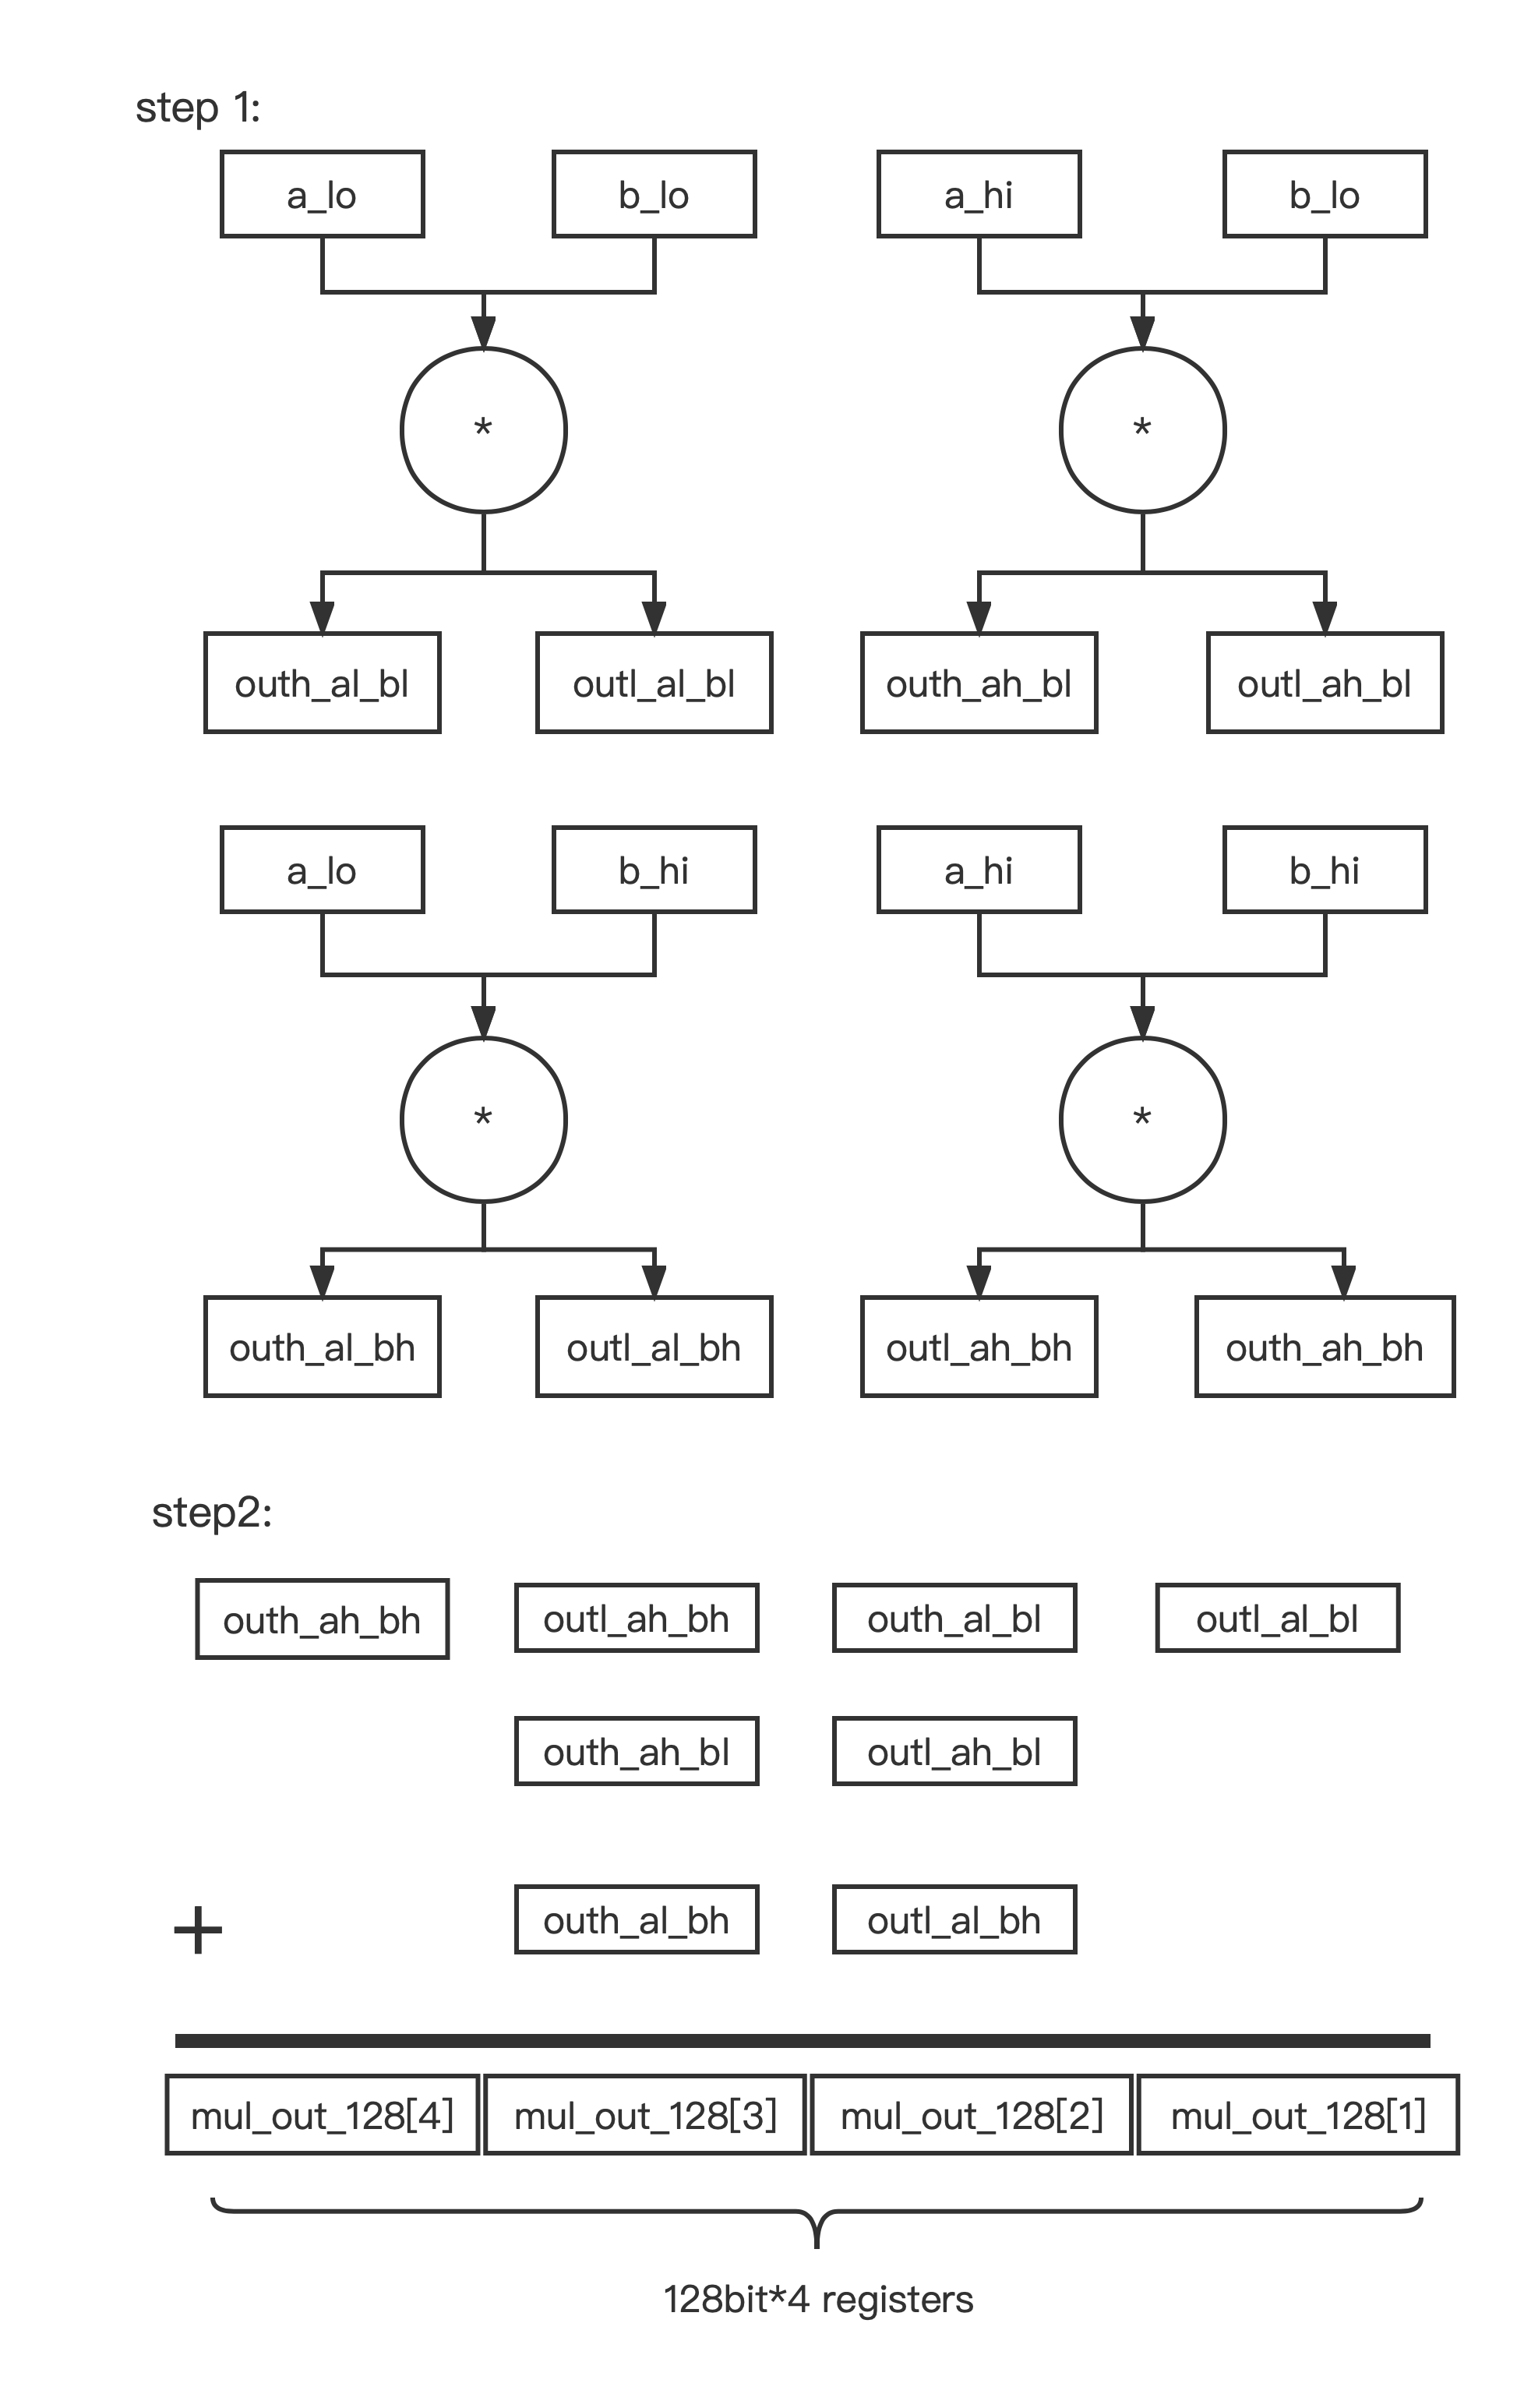 step 1:
a_lo b_lo a_hi b_lo
* *
outh_al_bl outl_al_bl outh_ah_bl outl_ah_bl
a_lo b_hi a_hi b_hi
* *
outh_al_bh outl_al_bh outl_ah_bh outh_ah_bh
step2:
outh_ah_bh outl_ah_bh outh_al_bl outl_al_bl
outh_ah_bl outl_ah_bl
+ outh_al_bh outl_al_bh
mul_out_128[4] mul_out_128[3] mul_out_128[2] mul_out_128[1]
128bit*4 registers